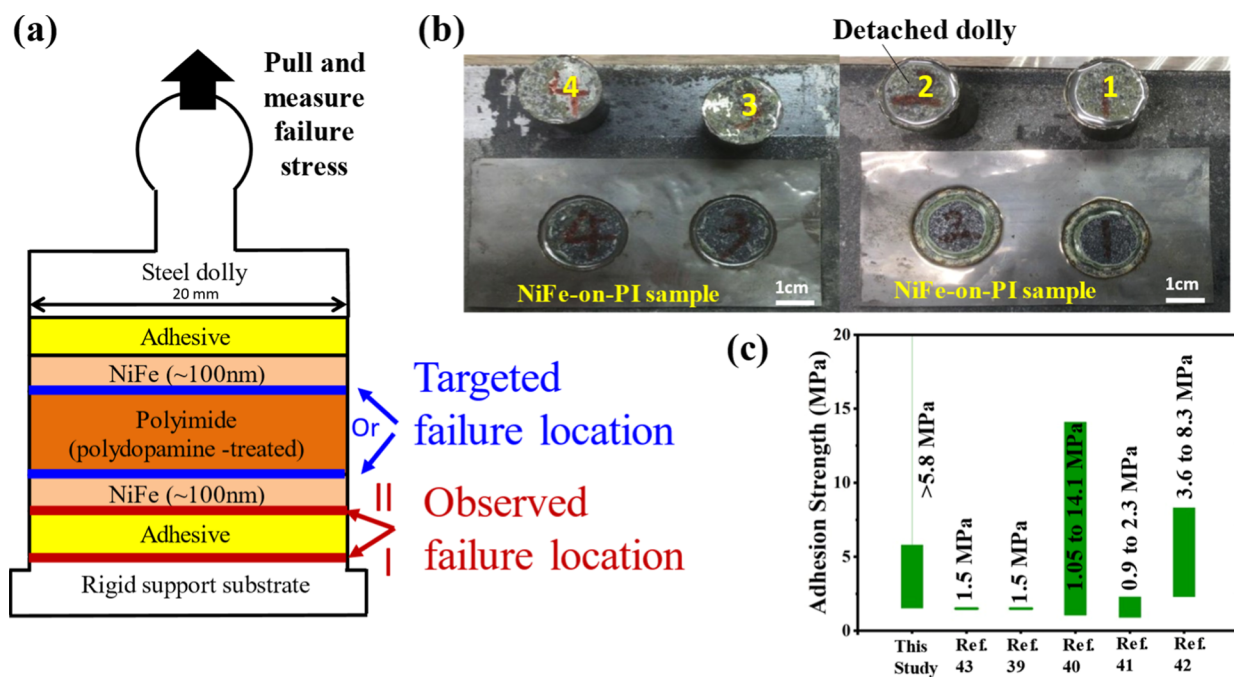 (a)
Pull and
measure
failure
stress
Steel dolly
20 mm
Adhesive
NiFe (~100nm)
Polyimide
(polydopamine -treated)
NiFe (~100nm)
Adhesive
Rigid support substrate
Targeted
Or
failure location
II
Observed
I
failure location
(b)
Detached dolly
4
3
2
1
4
3
2
1
NiFe-on-PI sample
1cm
NiFe-on-PI sample
1cm
(c)
Adhesion Strength (MPa)
20
15
10
5
0
>5.8 MPa
1.5 MPa
1.5 MPa
1.05 to 14.1 MPa
0.9 to 2.3 MPa
3.6 to 8.3 MPa
This
Study
Ref.
43
Ref.
39
Ref.
40
Ref.
41
Ref.
42